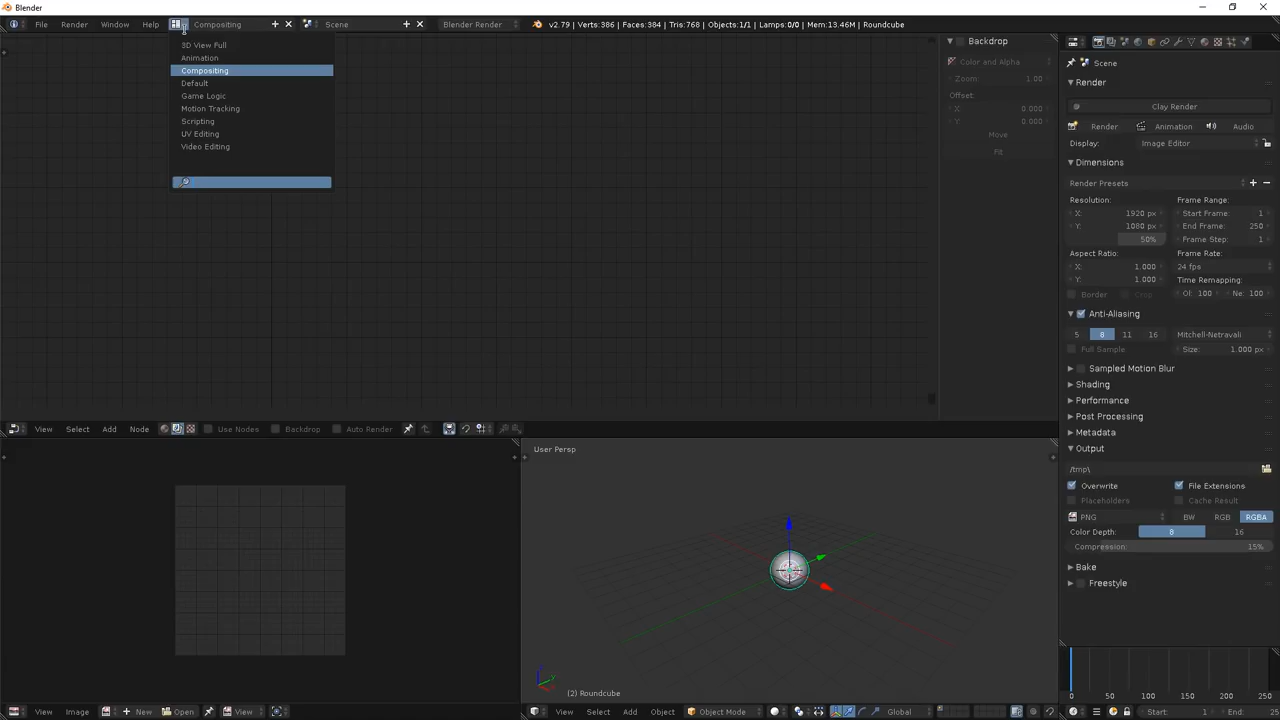 Blender
File Render Window Help Compositing Scene Blender Render v2.79 | Verts:386 | Faces:384 | Tris:768 | Objects:1/1 | Lamps:0/0 | Mem:13.46M | Roundcube
3D View Full
Animation
Compositing
Default
Game Logic
Motion Tracking
Scripting
UV Editing
Video Editing
Backdrop
Color and Alpha
Zoom: 1.00
Offset:
X: 0.000
Y: 0.000
Move
Fit
View Select Add Node Use Nodes Backdrop Auto Render
User Persp
(2) Roundcube
View Image New Open View
View Select Add Object Object Mode Global
Scene
Render
Clay Render
Render Animation Audio
Display: Image Editor
Dimensions
Render Presets
Resolution: Frame Range:
X: 1920 px Start Frame: 1
Y: 1080 px End Frame: 250
50% Frame Step: 1
Aspect Ratio: Frame Rate:
X: 1.000 24 fps
Y: 1.000 Time Remapping:
Border Crop Ol: 100 Ne: 100
Anti-Aliasing
5 8 11 16 Mitchell-Netravali
Full Sample Size: 1.000 px
Sampled Motion Blur
Shading
Performance
Post Processing
Metadata
Output
/tmp\
Overwrite File Extensions
Placeholders Cache Result
PNG BW RGB RGBA
Color Depth: 8 16
Compression: 15%
Bake
Freestyle
0 50 100 150 200 250
Start: 1 End: 25